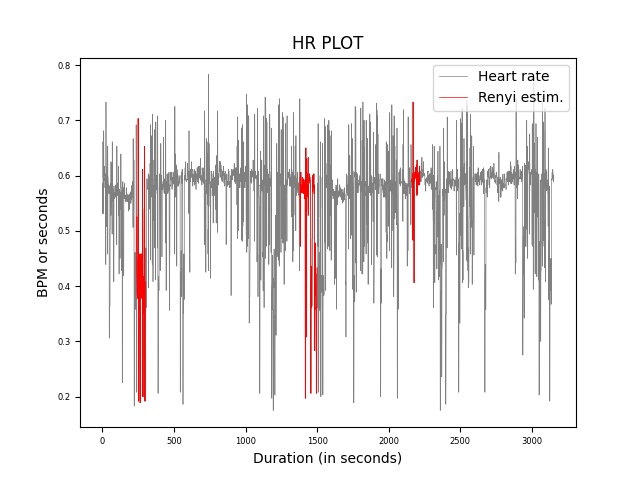 HR PLOT
Heart rate
Renyi estim.
BPM or seconds
0.8
0.7
0.6
0.5
0.4
0.3
0.2
0 500 1000 1500 2000 2500 3000
Duration (in seconds)